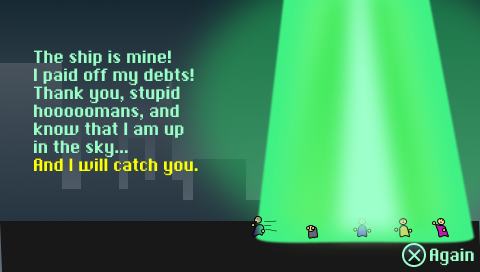 The ship is mine!
I paid off my debts!
Thank you, stupid
hooooomans, and
know that I am up
in the sky...
And I will catch you.
Again